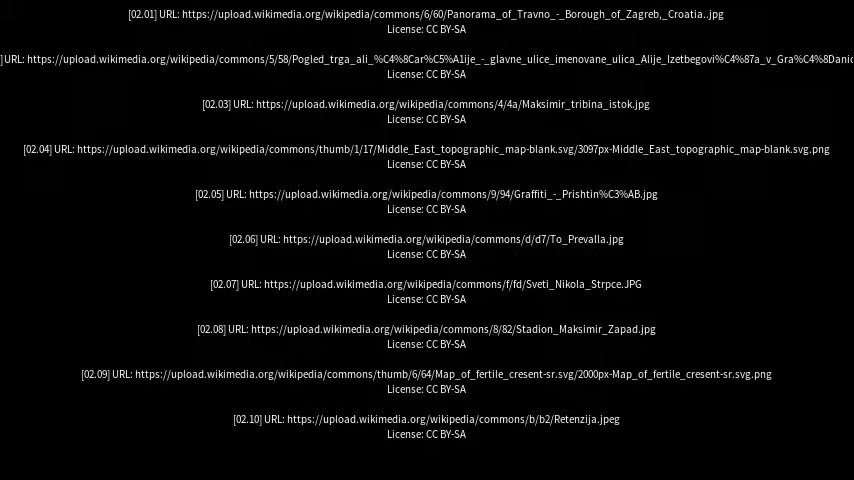 [02.01] URL: https://upload.wikimedia.org/wikipedia/commons/6/60/Panorama_of_Travno_-_Borough_of_Zagreb,_Croatia..jpg
License: CC BY-SA
]URL: https://upload.wikimedia.org/wikipedia/commons/5/58/Pogled_trga_ali_%C4%8Car%C5%A1ije_-_glavne_ulice_imenovane_ulica_Alije_Izetbegovi%C4%87a_v_Gra%C4%8Danic
License: CC BY-SA
[02.03] URL: https://upload.wikimedia.org/wikipedia/commons/4/4a/Maksimir_tribina_istok.jpg
License: CC BY-SA
[02.04] URL: https://upload.wikimedia.org/wikipedia/commons/thumb/1/17/Middle_East_topographic_map-blank.svg/3097px-Middle_East_topographic_map-blank.svg.png
License: CC BY-SA
[02.05] URL: https://upload.wikimedia.org/wikipedia/commons/9/94/Graffiti_-_Prishtin%C3%AB.jpg
License: CC BY-SA
[02.06] URL: https://upload.wikimedia.org/wikipedia/commons/d/d7/To_Prevalla.jpg
License: CC BY-SA
[02.07] URL: https://upload.wikimedia.org/wikipedia/commons/f/fd/Sveti_Nikola_Strpce.JPG
License: CC BY-SA
[02.08] URL: https://upload.wikimedia.org/wikipedia/commons/8/82/Stadion_Maksimir_Zapad.jpg
License: CC BY-SA
[02.09] URL: https://upload.wikimedia.org/wikipedia/commons/thumb/6/64/Map_of_fertile_cresent-sr.svg/2000px-Map_of_fertile_cresent-sr.svg.png
License: CC BY-SA
[02.10] URL: https://upload.wikimedia.org/wikipedia/commons/b/b2/Retenzija.jpeg
License: CC BY-SA